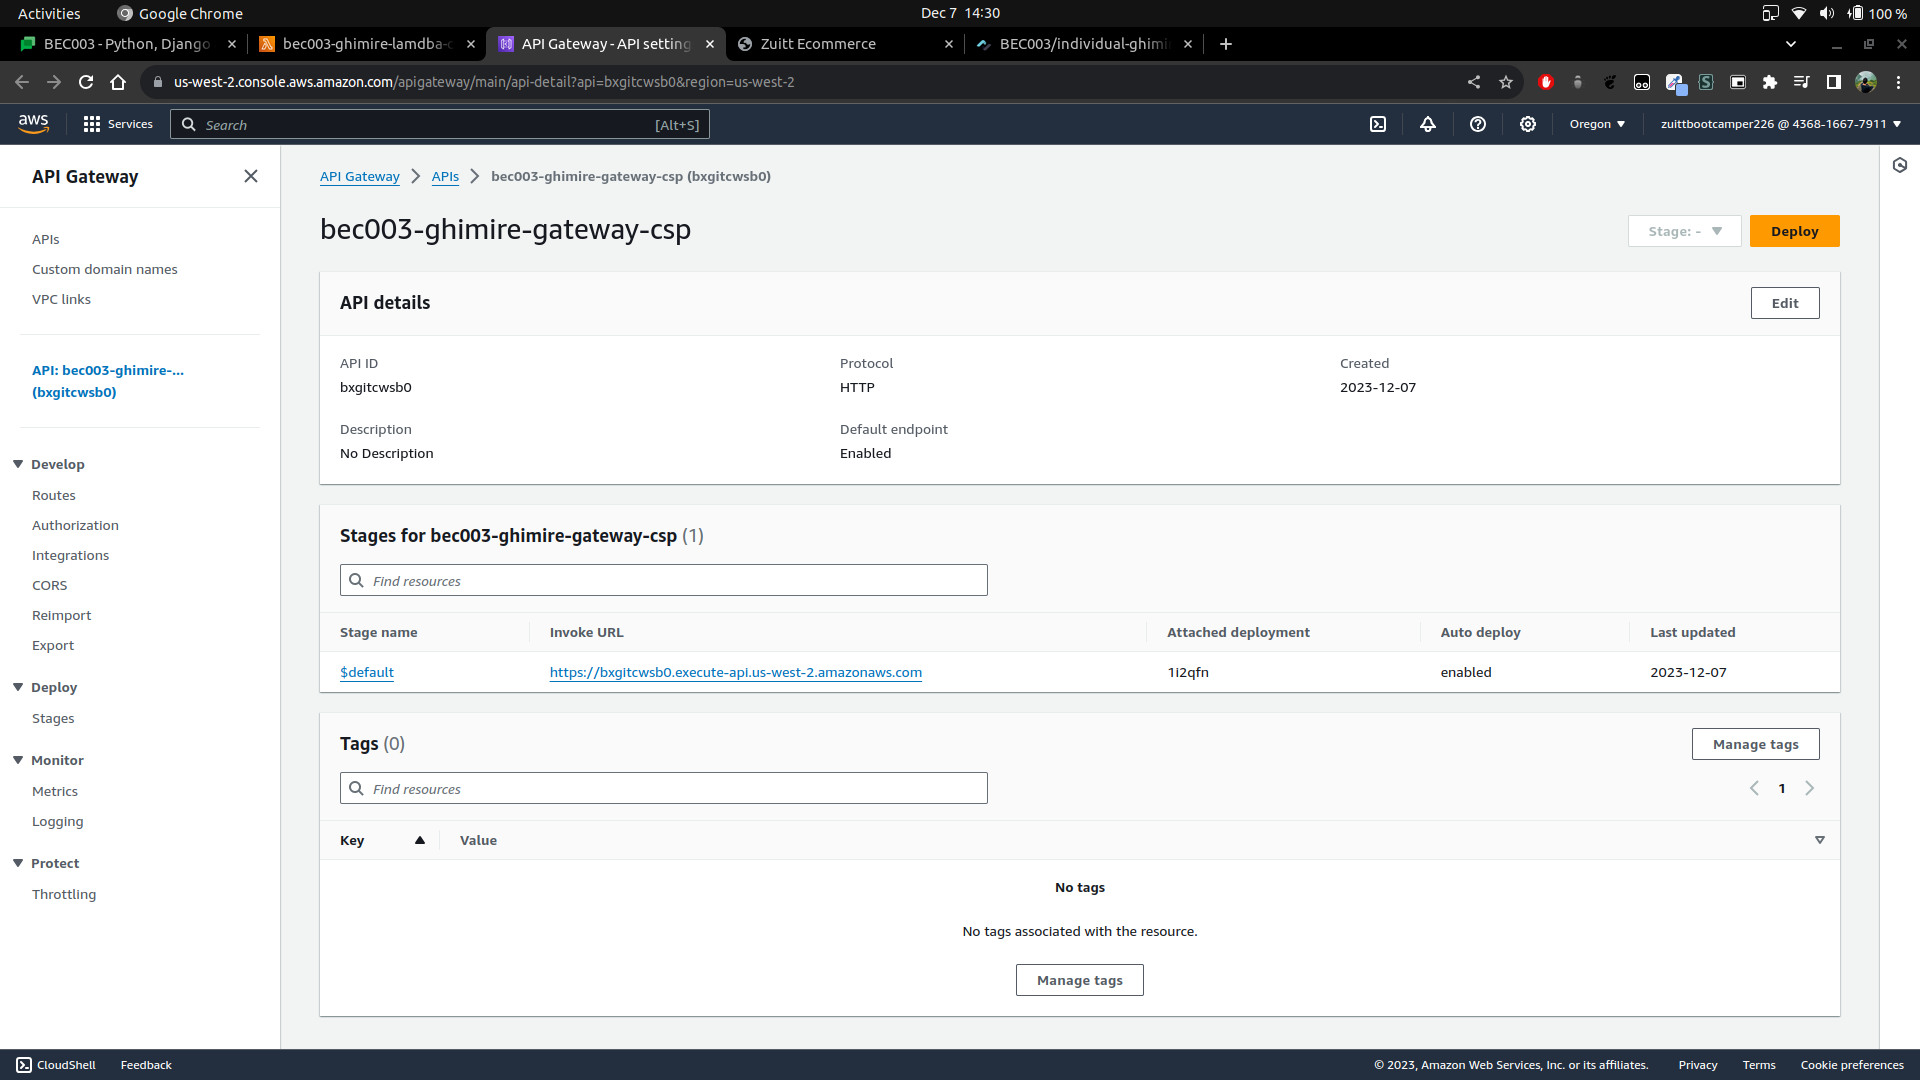 Activities
Google Chrome
Dec 7 14:30
100 %
BEC003 - Python, Django
bec003-ghimire-lamdba-c
API Gateway - API setting
Zuitt Ecommerce
BEC003/individual-ghimi
us-west-2.console.aws.amazon.com/apigateway/main/api-detail?api=bxgitcwsb0&region=us-west-2
aws
Services
Search
[Alt+S]
Oregon
zuittbootcamper226 @ 4368-1667-7911
API Gateway
APIs
Custom domain names
VPC links
API: bec003-ghimire-...
(bxgitcwsb0)
Develop
Routes
Authorization
Integrations
CORS
Reimport
Export
Deploy
Stages
Monitor
Metrics
Logging
Protect
Throttling
API Gateway
APIs
bec003-ghimire-gateway-csp (bxgitcwsb0)
bec003-ghimire-gateway-csp
Stage: -
Deploy
API details
Edit
API ID
bxgitcwsb0
Protocol
HTTP
Created
2023-12-07
Description
No Description
Default endpoint
Enabled
Stages for bec003-ghimire-gateway-csp (1)
Find resources
Stage name
Invoke URL
Attached deployment
Auto deploy
Last updated
$default
https://bxgitcwsb0.execute-api.us-west-2.amazonaws.com
1i2qfn
enabled
2023-12-07
Tags (0)
Manage tags
Find resources
1
Key
Value
No tags
No tags associated with the resource.
Manage tags
CloudShell
Feedback
© 2023, Amazon Web Services, Inc. or its affiliates.
Privacy
Terms
Cookie preferences